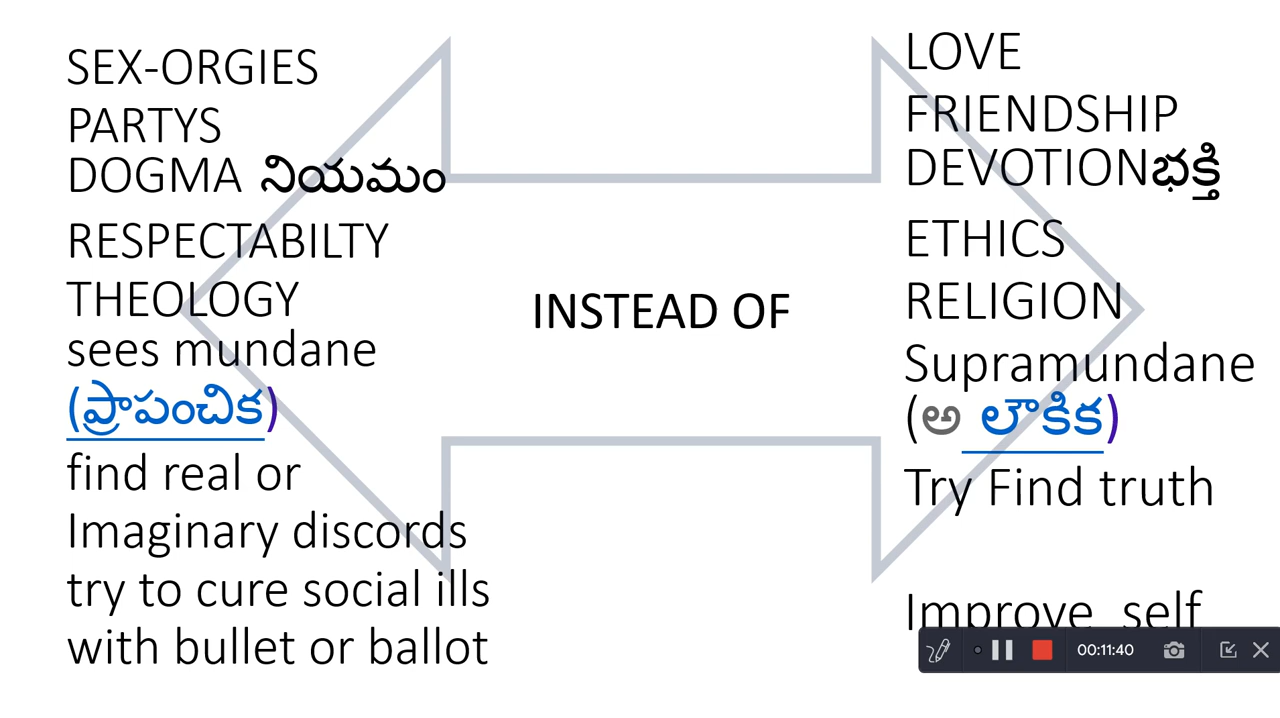 SEX-ORGIES
PARTYS
DOGMA నియమం
RESPECTABILTY
THEOLOGY
sees mundane
(ప్రాపంచిక)
find real or
Imaginary discords
try to cure social ills
with bullet or ballot
INSTEAD OF
LOVE
FRIENDSHIP
DEVOTIONభక్తి
ETHICS
RELIGION
Supramundane
(అ లౌకిక)
Try Find truth
Improve self
00:11:40